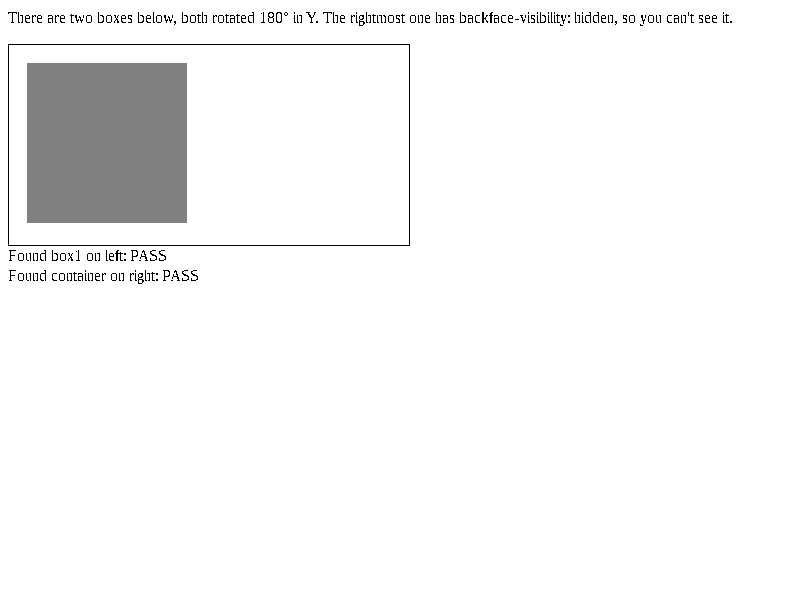 There are two boxes below, both rotated 180° in Y. The rightmost one has backface-visibility: hidden, so you can't see it.
Found box1 on left: PASS
Found container on right: PASS